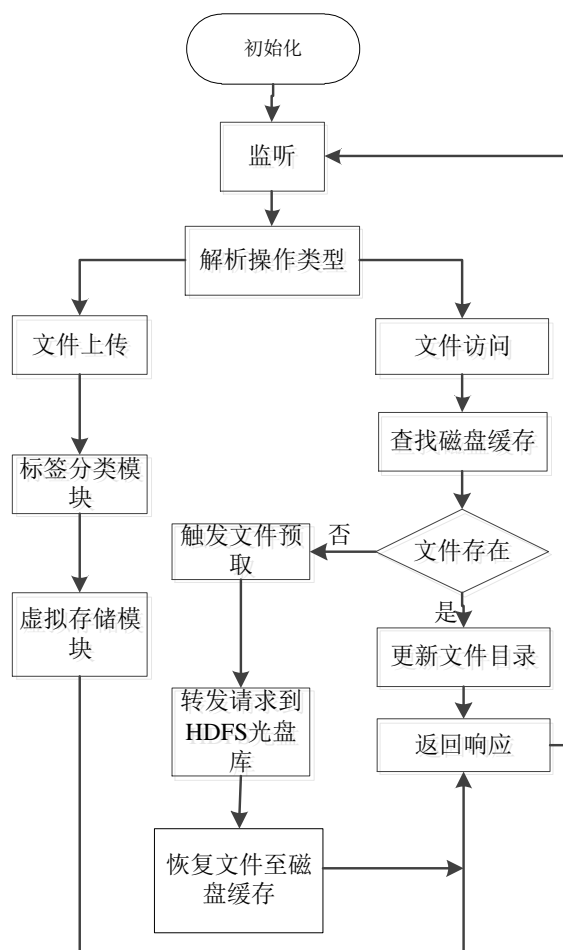 初始化
监听
解析操作类型
文件上传
文件访问
标签分类模
块
查找磁盘缓存
触发文件预
取
否
文件存在
是
虚拟存储模
块
更新文件目录
转发请求到
HDFS光盘
库
返回响应
恢复文件至磁
盘缓存